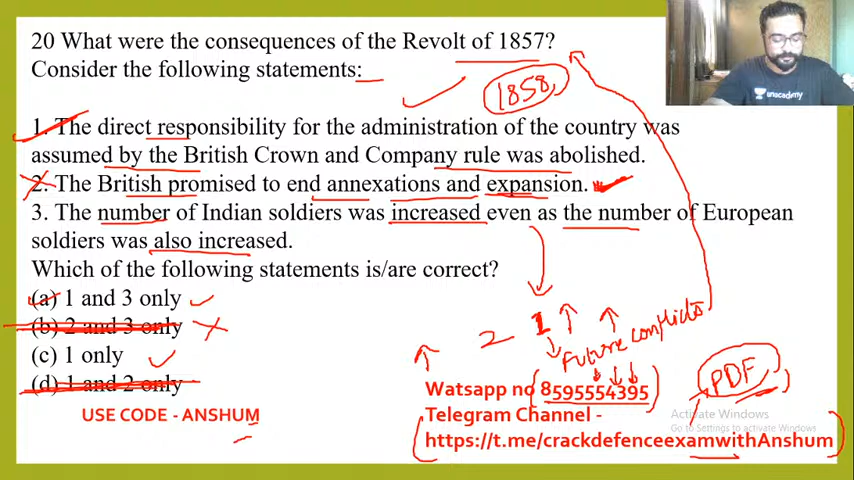 20 What were the consequences of the Revolt of 1857?
Consider the following statements:
1858
1. The direct responsibility for the administration of the country was
assumed by the British Crown and Company rule was abolished.
2. The British promised to end annexations and expansion.
3. The number of Indian soldiers was increased even as the number of European
soldiers was also increased.
Which of the following statements is/are correct?
(a) 1 and 3 only
(b) 2 and 3 only
(c) 1 only
(d) 1 and 2 only
2 1
Future conflicts
PDF
Watsapp no 8595554395
USE CODE - ANSHUM
Telegram Channel -
https://t.me/crackdefenceexamwithAnshum
Activate Windows
Go to Settings to activate Windows.
unacademy